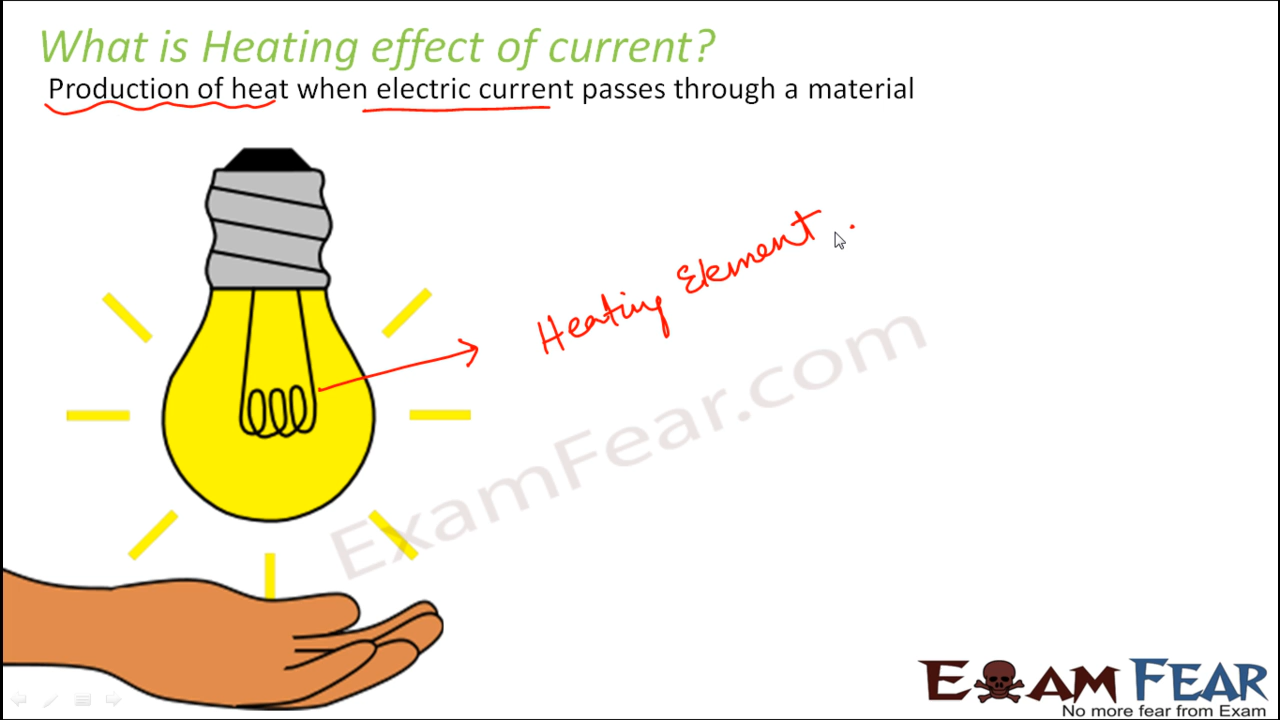 What is Heating effect of current?
Production of heat when electric current passes through a material
Heating Element.
ExamFear.com
EXAM FEAR
No more fear from Exam